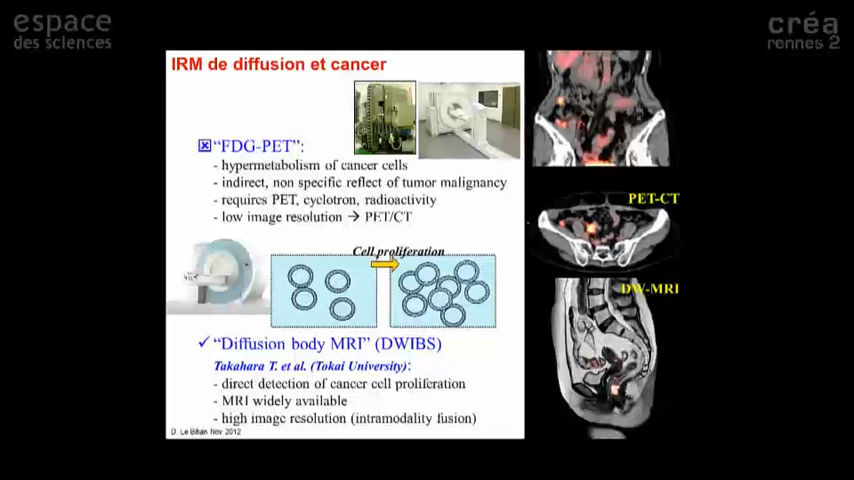 espace
des sciences
créa
rennes 2
IRM de diffusion et cancer
“FDG-PET”:
- hypermetabolism of cancer cells
- indirect, non specific reflect of tumor malignancy
- requires PET, cyclotron, radioactivity
- low image resolution → PET/CT
PET-CT
Cell proliferation
DW-MRI
✓ “Diffusion body MRI” (DWIBS)
Takahara T. et al. (Tokai University):
- direct detection of cancer cell proliferation
- MRI widely available
- high image resolution (intramodality fusion)
D. Le Bihan Nov 2012